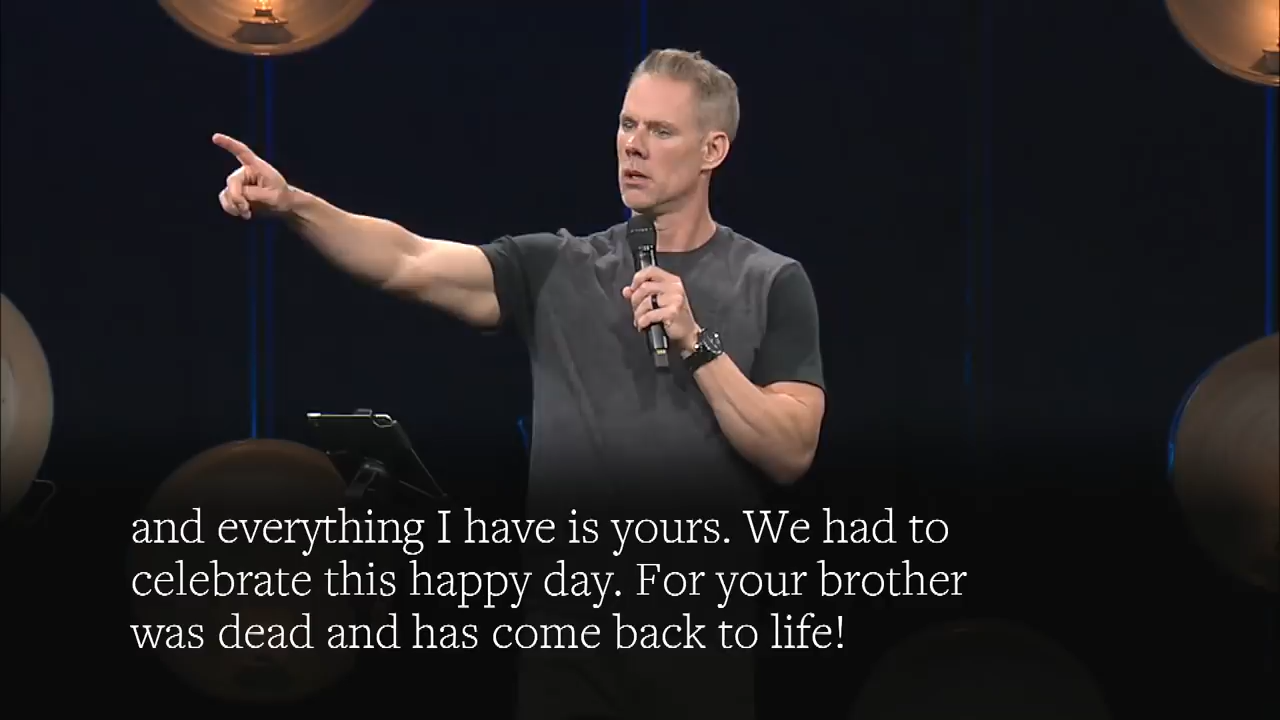 and everything I have is yours. We had to
celebrate this happy day. For your brother
was dead and has come back to life!